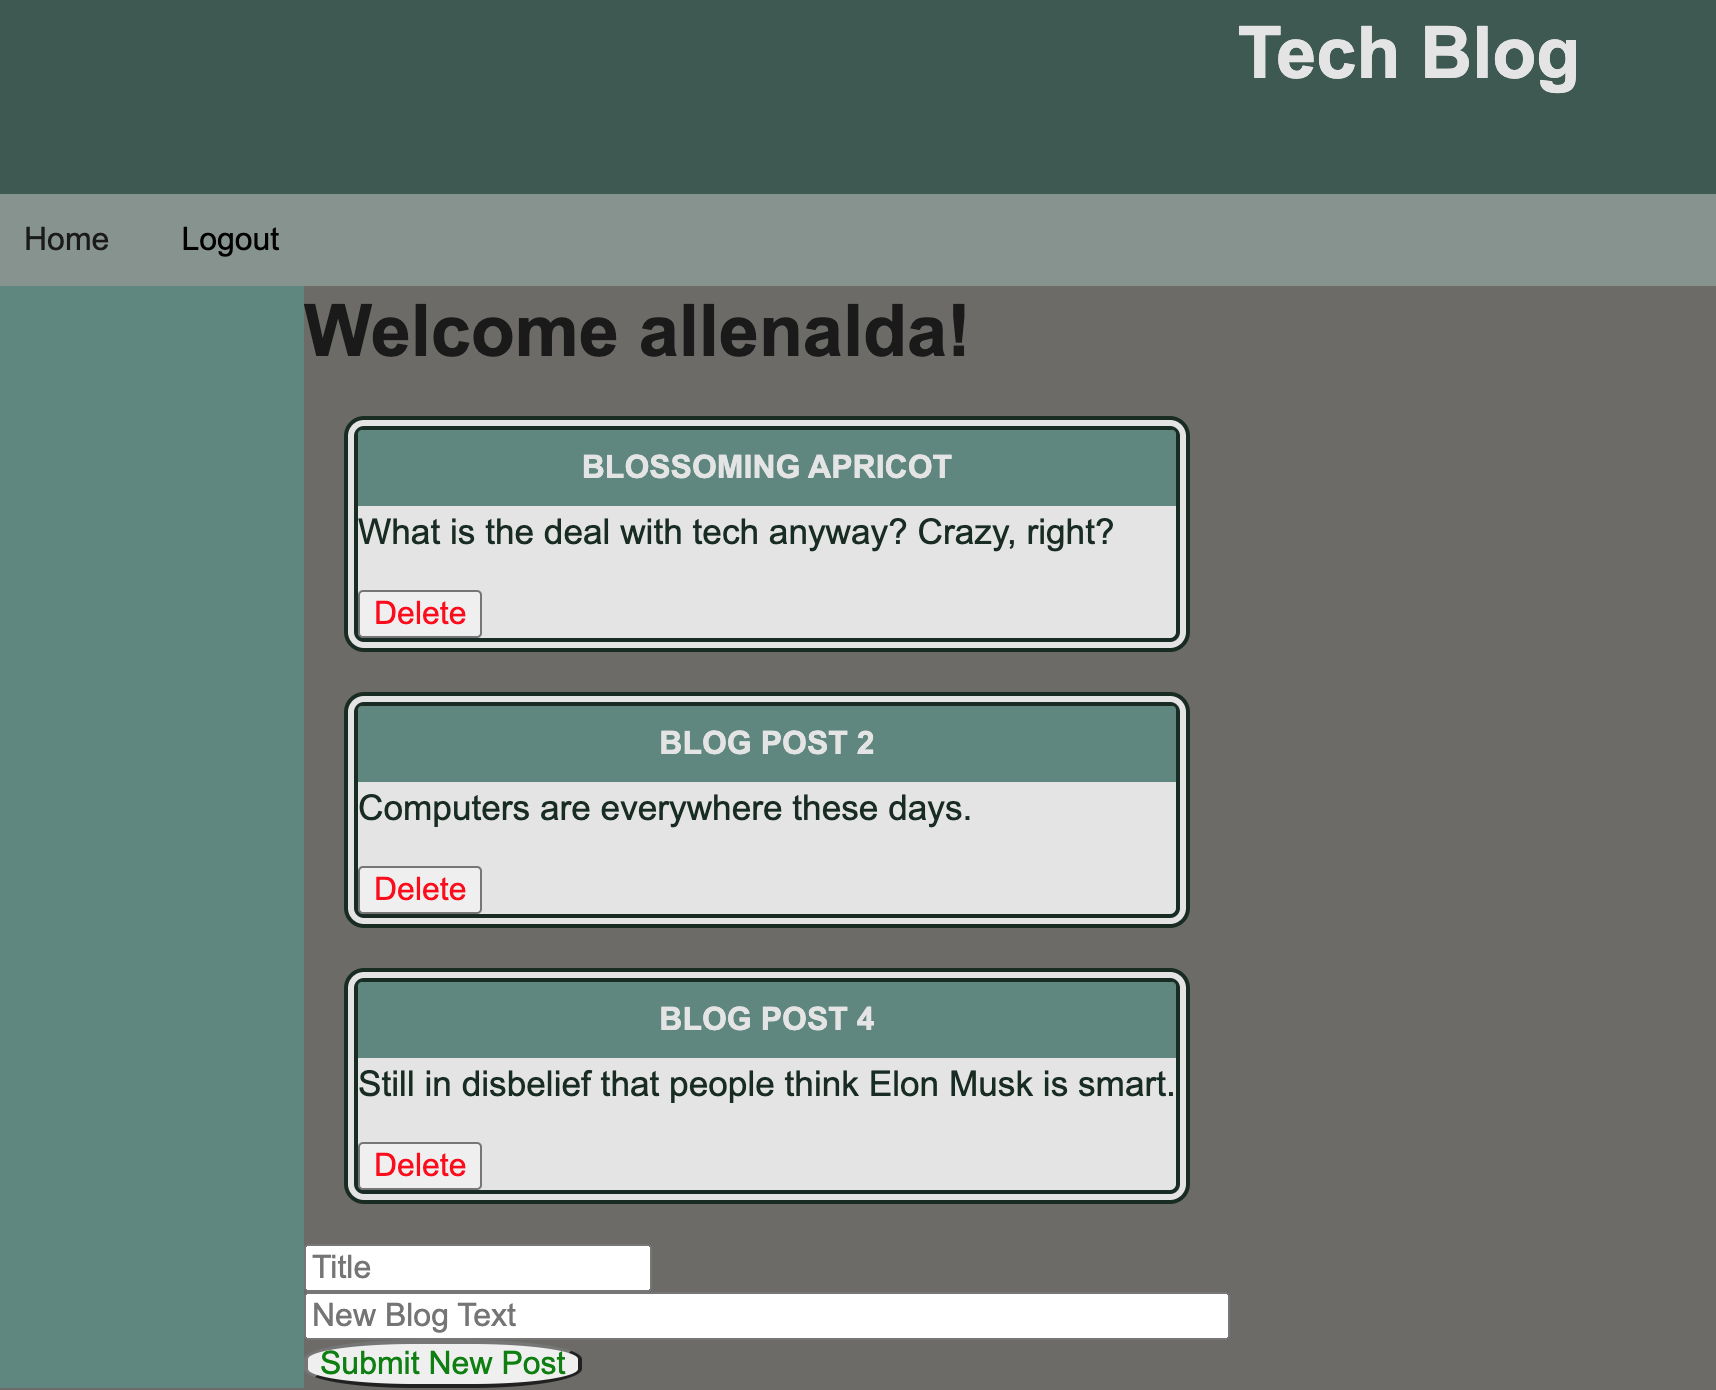 Tech Blog
Home Logout
Welcome allenalda!
BLOSSOMING APRICOT
What is the deal with tech anyway? Crazy, right?
Delete
BLOG POST 2
Computers are everywhere these days.
Delete
BLOG POST 4
Still in disbelief that people think Elon Musk is smart.
Delete
Title
New Blog Text
Submit New Post